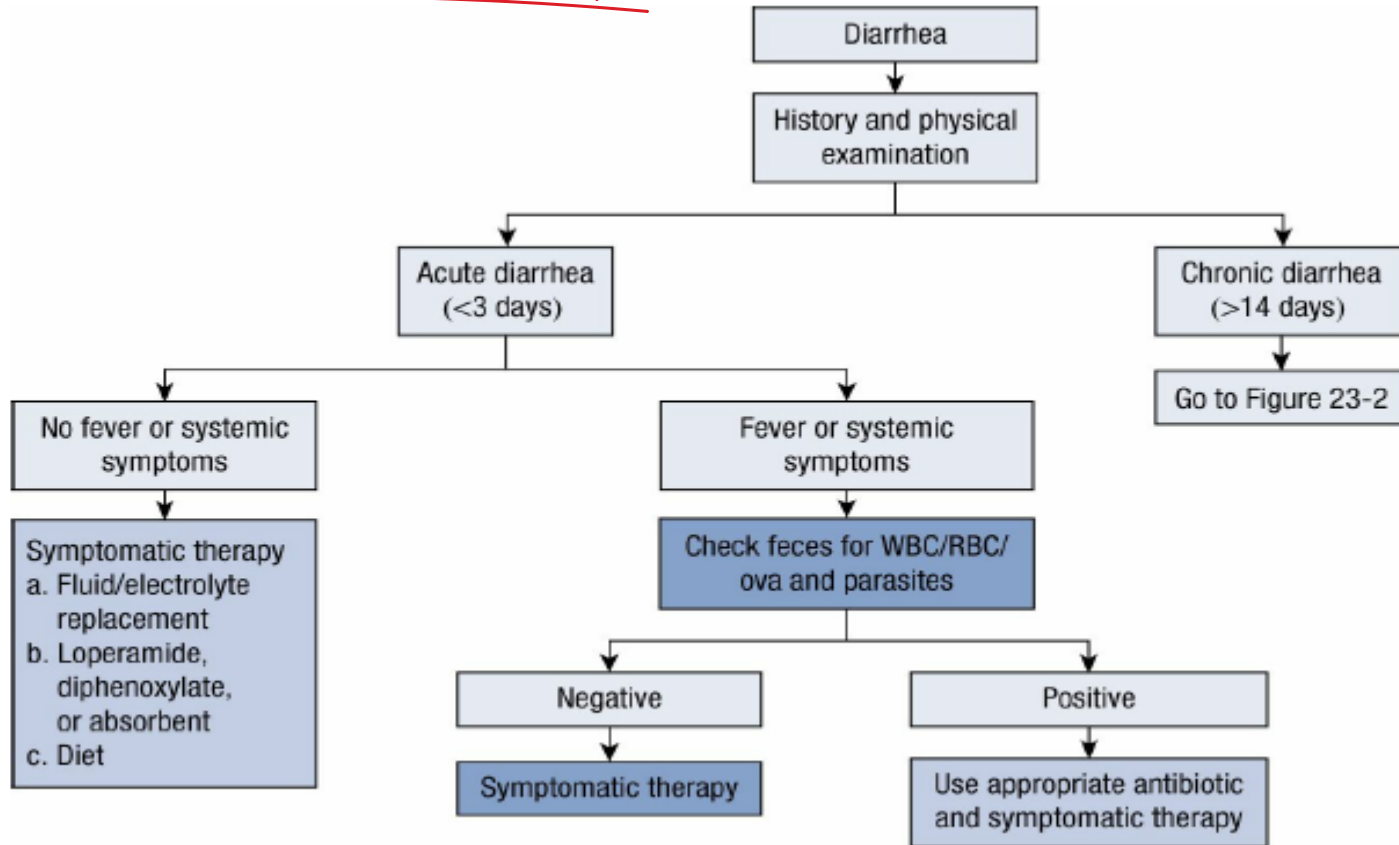 Diarrhea
History and physical
examination
Acute diarrhea
(<3 days)
Chronic diarrhea
(>14 days)
Go to Figure 23-2
No fever or systemic
symptoms
Fever or systemic
symptoms
Symptomatic therapy
a. Fluid/electrolyte
replacement
b. Loperamide,
diphenoxylate,
or absorbent
c. Diet
Check feces for WBC/RBC/
ova and parasites
Negative
Positive
Symptomatic therapy
Use appropriate antibiotic
and symptomatic therapy